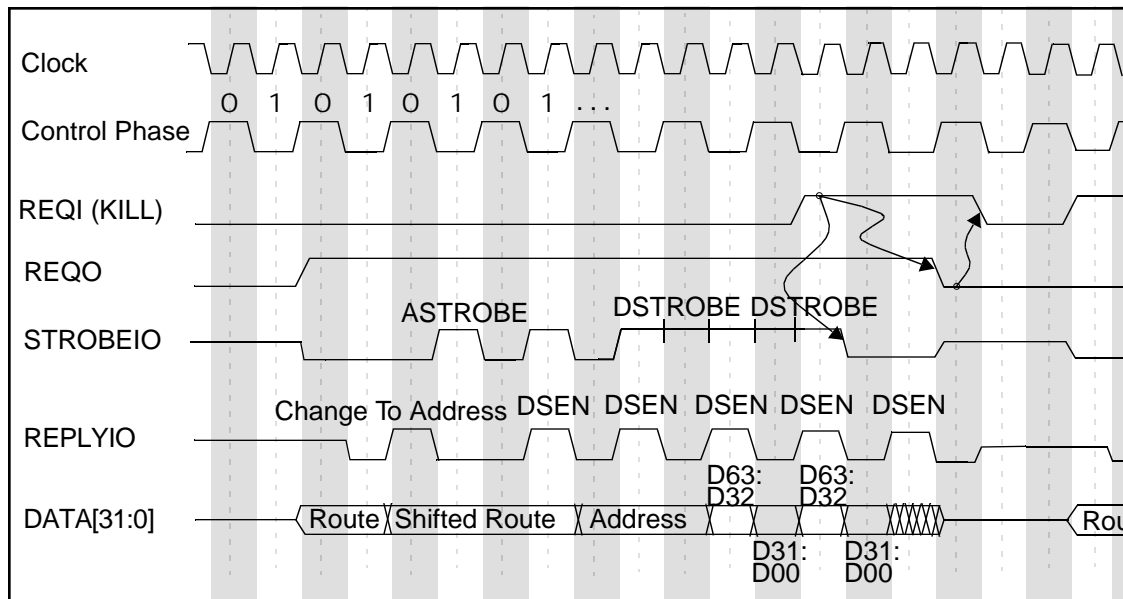 Clock
0 1 0 1 0 1 0 1 ...
Control Phase
REQI (KILL)
REQO
ASTROBE DSTROBE DSTROBE
STROBEIO
Change To Address DSEN DSEN DSEN DSEN DSEN
REPLYIO
D63: D63:
D32 D32
DATA[31:0] Route Shifted Route Address Rou
D31: D31:
D00 D00